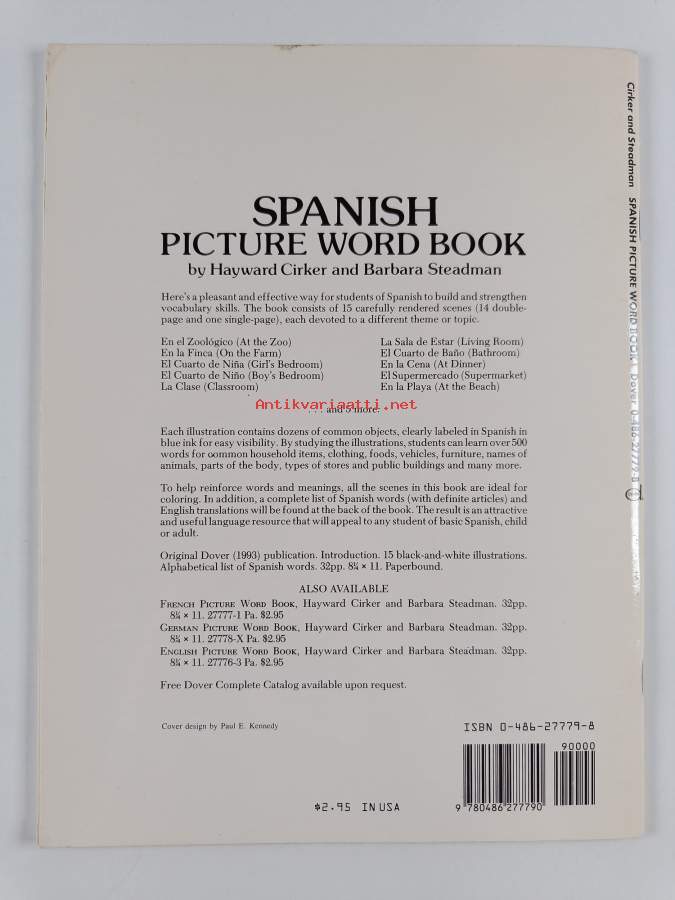 SPANISH
PICTURE WORD BOOK
by Hayward Cirker and Barbara Steadman
Here's a pleasant and effective way for students of Spanish to build and strengthen
vocabulary skills. The book consists of 15 carefully rendered scenes (14 double-
page and one single-page), each devoted to a different theme or topic.
En el Zoológico (At the Zoo)
En la Finca (On the Farm)
El Cuarto de Niña (Girl's Bedroom)
El Cuarto de Niño (Boy's Bedroom)
La Clase (Classroom)
La Sala de Estar (Living Room)
El Cuarto de Baño (Bathroom)
En la Cena (At Dinner)
El Supermercado (Supermarket)
En la Playa (At the Beach)
Antikvariaatti.net
. . . and 5 more.
Each illustration contains dozens of common objects, clearly labeled in Spanish in
blue ink for easy visibility. By studying the illustrations, students can learn over 500
words for common household items, clothing, foods, vehicles, furniture, names of
animals, parts of the body, types of stores and public buildings and many more.
To help reinforce words and meanings, all the scenes in this book are ideal for
coloring. In addition, a complete list of Spanish words (with definite articles) and
English translations will be found at the back of the book. The result is an attractive
and useful language resource that will appeal to any student of basic Spanish, child
or adult.
Original Dover (1993) publication. Introduction. 15 black-and-white illustrations.
Alphabetical list of Spanish words. 32pp. 8¼ × 11. Paperbound.
ALSO AVAILABLE
FRENCH PICTURE WORD BOOK, Hayward Cirker and Barbara Steadman. 32pp.
8¼ × 11. 27777-1 Pa. $2.95
GERMAN PICTURE WORD BOOK, Hayward Cirker and Barbara Steadman. 32pp.
8¼ × 11. 27778-X Pa. $2.95
ENGLISH PICTURE WORD BOOK, Hayward Cirker and Barbara Steadman. 32pp.
8¼ × 11. 27776-3 Pa. $2.95
Free Dover Complete Catalog available upon request.
Cover design by Paul E. Kennedy
ISBN 0-486-27779-8
90000
9 780486 277790
$2.95 IN USA
Cirker and Steadman SPANISH PICTURE WORD BOOK Dover 0-486-27779-8